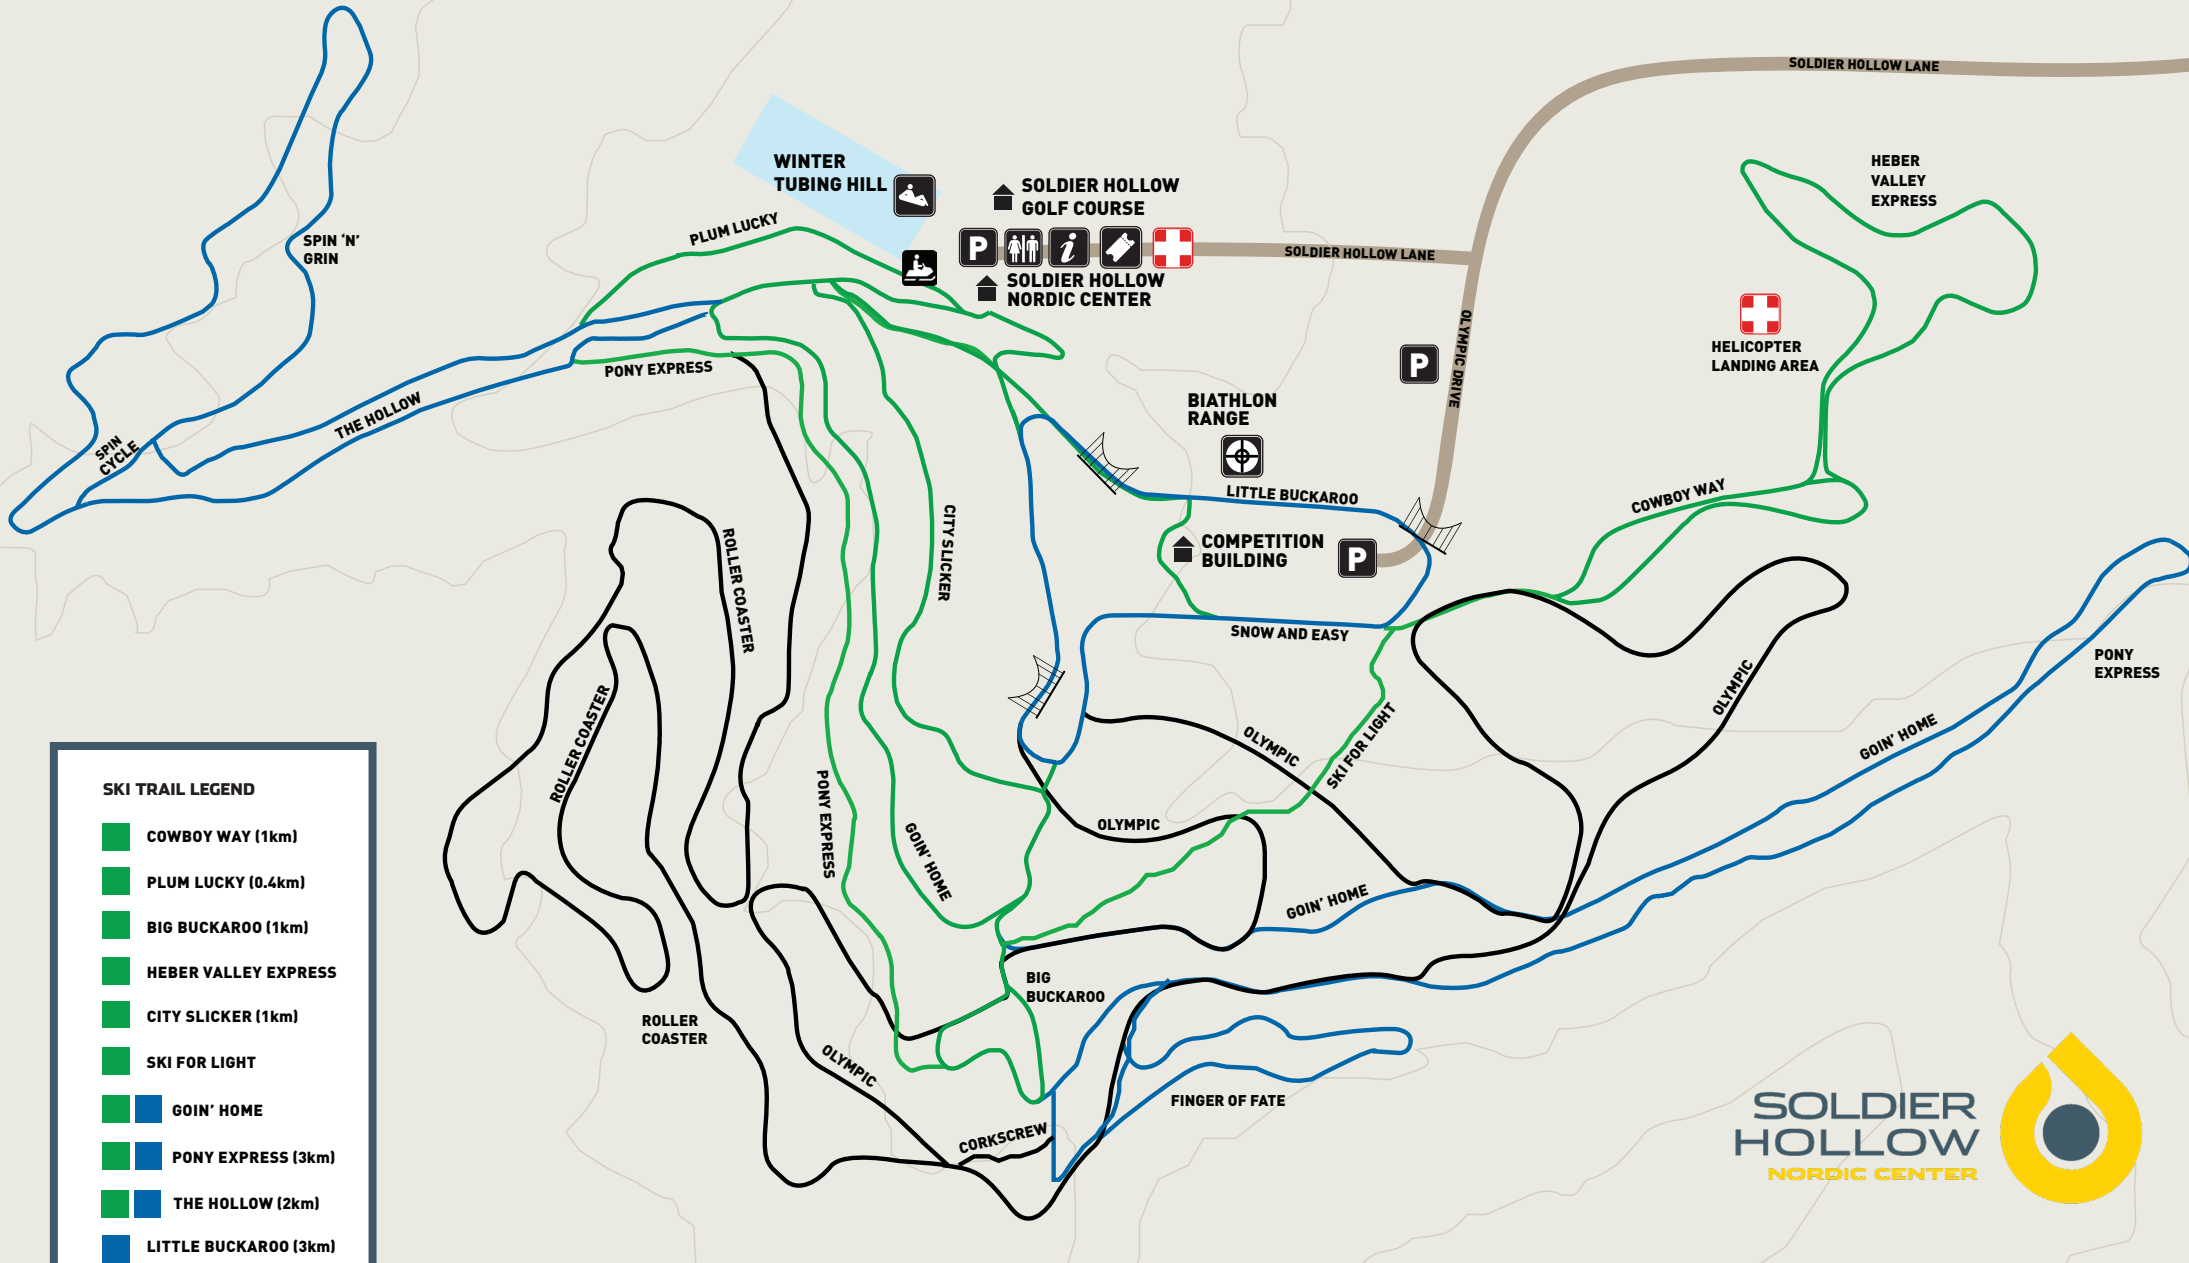 SOLDIER HOLLOW LANE
WINTER
TUBING HILL
SOLDIER HOLLOW
GOLF COURSE
HEBER
VALLEY
EXPRESS
PLUM LUCKY
SPIN ‘N’
GRIN
P
i
SOLDIER HOLLOW LANE
SOLDIER HOLLOW
NORDIC CENTER
OLYMPIC DRIVE
HELICOPTER
LANDING AREA
P
PONY EXPRESS
THE HOLLOW
BIATHLON
RANGE
SPIN
CYCLE
LITTLE BUCKAROO
COWBOY WAY
CITY SLICKER
COMPETITION
BUILDING
P
ROLLER COASTER
SNOW AND EASY
PONY
EXPRESS
OLYMPIC
ROLLER COASTER
OLYMPIC
SKI FOR LIGHT
GOIN’ HOME
PONY EXPRESS
GOIN’ HOME
OLYMPIC
GOIN’ HOME
BIG
BUCKAROO
ROLLER
COASTER
OLYMPIC
FINGER OF FATE
CORKSCREW
SKI TRAIL LEGEND
COWBOY WAY (1km)
PLUM LUCKY (0.4km)
BIG BUCKAROO (1km)
HEBER VALLEY EXPRESS
CITY SLICKER (1km)
SKI FOR LIGHT
GOIN’ HOME
PONY EXPRESS (3km)
THE HOLLOW (2km)
LITTLE BUCKAROO (3km)
SOLDIER
HOLLOW
NORDIC CENTER